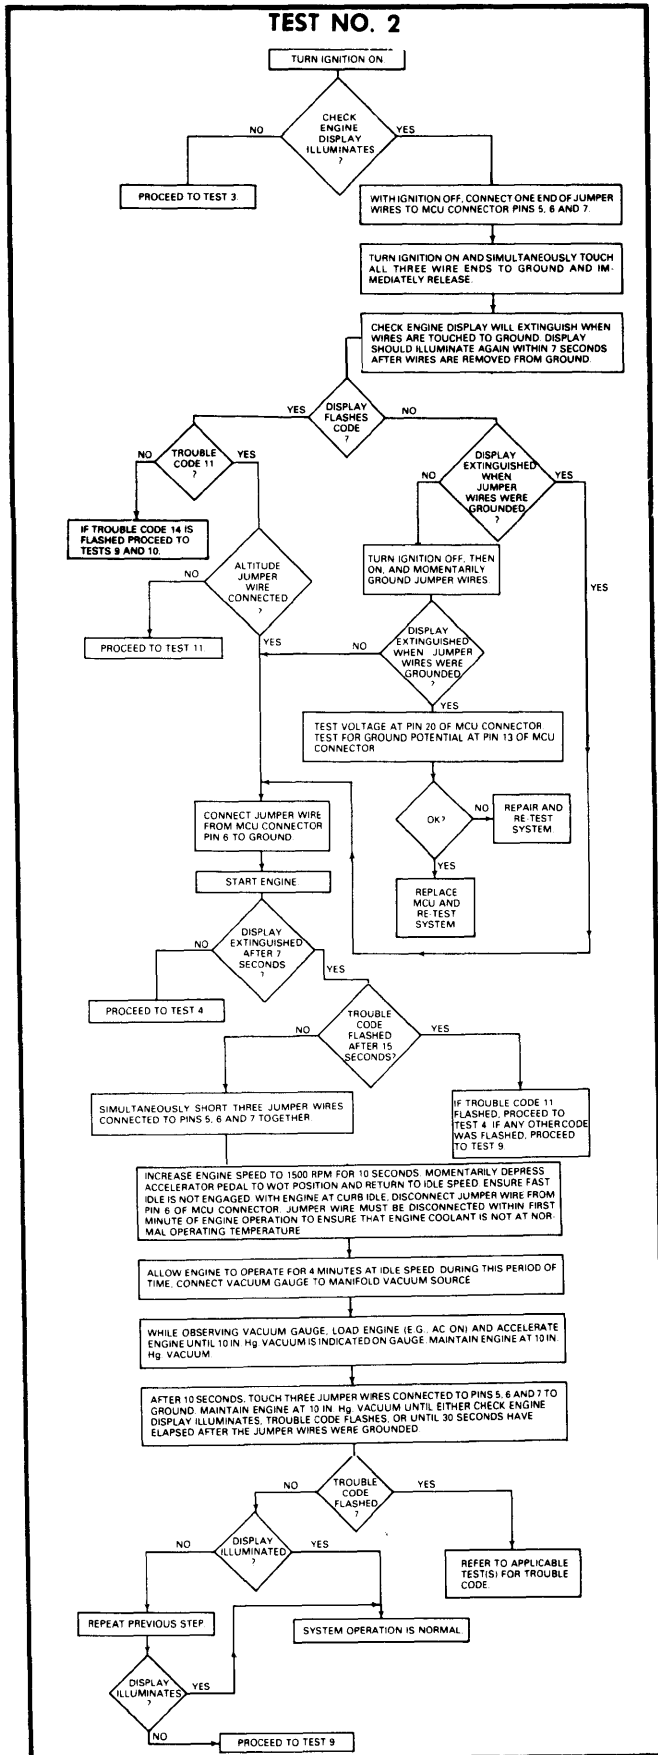 TEST NO. 2
TURN IGNITION ON
CHECK
ENGINE
DISPLAY
ILLUMINATES
?
NO
YES
PROCEED TO TEST 3.
WITH IGNITION OFF, CONNECT ONE END OF JUMPER
WIRES TO MCU CONNECTOR PINS 5, 6 AND 7.
TURN IGNITION ON AND SIMULTANEOUSLY TOUCH
ALL THREE WIRE ENDS TO GROUND AND IM-
MEDIATELY RELEASE.
CHECK ENGINE DISPLAY WILL EXTINGUISH WHEN
WIRES ARE TOUCHED TO GROUND. DISPLAY
SHOULD ILLUMINATE AGAIN WITHIN 7 SECONDS
AFTER WIRES ARE REMOVED FROM GROUND.
YES
DISPLAY
FLASHES
CODE
?
NO
NO
TROUBLE
CODE 11
?
YES
NO
DISPLAY
EXTINGUISHED
WHEN
JUMPER
WIRES WERE
GROUNDED
?
YES
IF TROUBLE CODE 14 IS
FLASHED PROCEED TO
TESTS 9 AND 10.
TURN IGNITION OFF, THEN
ON, AND MOMENTARILY
GROUND JUMPER WIRES
NO
ALTITUDE
JUMPER
WIRE
CONNECTED
?
YES
YES
PROCEED TO TEST 11.
NO
DISPLAY
EXTINGUISHED
WHEN JUMPER
WIRES WERE
GROUNDED
?
YES
TEST VOLTAGE AT PIN 20 OF MCU CONNECTOR
TEST FOR GROUND POTENTIAL AT PIN 13 OF MCU
CONNECTOR
CONNECT JUMPER WIRE
FROM MCU CONNECTOR
PIN 6 TO GROUND
OK?
NO
REPAIR AND
RE-TEST
SYSTEM
YES
START ENGINE
REPLACE
MCU AND
RE-TEST
SYSTEM
NO
DISPLAY
EXTINGUISHED
AFTER 7
SECONDS
?
YES
PROCEED TO TEST 4
NO
TROUBLE
CODE
FLASHED
AFTER 15
SECONDS?
YES
SIMULTANEOUSLY SHORT THREE JUMPER WIRES
CONNECTED TO PINS 5, 6 AND 7 TOGETHER.
IF TROUBLE CODE 11
FLASHED, PROCEED TO
TEST 4. IF ANY OTHER CODE
WAS FLASHED, PROCEED
TO TEST 9.
INCREASE ENGINE SPEED TO 1500 RPM FOR 10 SECONDS. MOMENTARILY DEPRESS
ACCELERATOR PEDAL TO WOT POSITION AND RETURN TO IDLE SPEED. ENSURE FAST
IDLE IS NOT ENGAGED. WITH ENGINE AT CURB IDLE, DISCONNECT JUMPER WIRE FROM
PIN 6 OF MCU CONNECTOR. JUMPER WIRE MUST BE DISCONNECTED WITHIN FIRST
MINUTE OF ENGINE OPERATION TO ENSURE THAT ENGINE COOLANT IS NOT AT NOR-
MAL OPERATING TEMPERATURE
ALLOW ENGINE TO OPERATE FOR 4 MINUTES AT IDLE SPEED. DURING THIS PERIOD OF
TIME, CONNECT VACUUM GAUGE TO MANIFOLD VACUUM SOURCE
WHILE OBSERVING VACUUM GAUGE, LOAD ENGINE (E.G., AC ON) AND ACCELERATE
ENGINE UNTIL 10 IN. Hg. VACUUM IS INDICATED ON GAUGE. MAINTAIN ENGINE AT 10 IN.
Hg. VACUUM.
AFTER 10 SECONDS, TOUCH THREE JUMPER WIRES CONNECTED TO PINS 5, 6 AND 7 TO
GROUND. MAINTAIN ENGINE AT 10 IN. Hg. VACUUM UNTIL EITHER CHECK ENGINE
DISPLAY ILLUMINATES, TROUBLE CODE FLASHES, OR UNTIL 30 SECONDS HAVE
ELAPSED AFTER THE JUMPER WIRES WERE GROUNDED.
NO
TROUBLE
CODE
FLASHED
?
YES
NO
DISPLAY
ILLUMINATED
?
YES
REFER TO APPLICABLE
TEST(S) FOR TROUBLE
CODE.
REPEAT PREVIOUS STEP.
SYSTEM OPERATION IS NORMAL.
DISPLAY
ILLUMINATES
?
YES
NO
PROCEED TO TEST 9